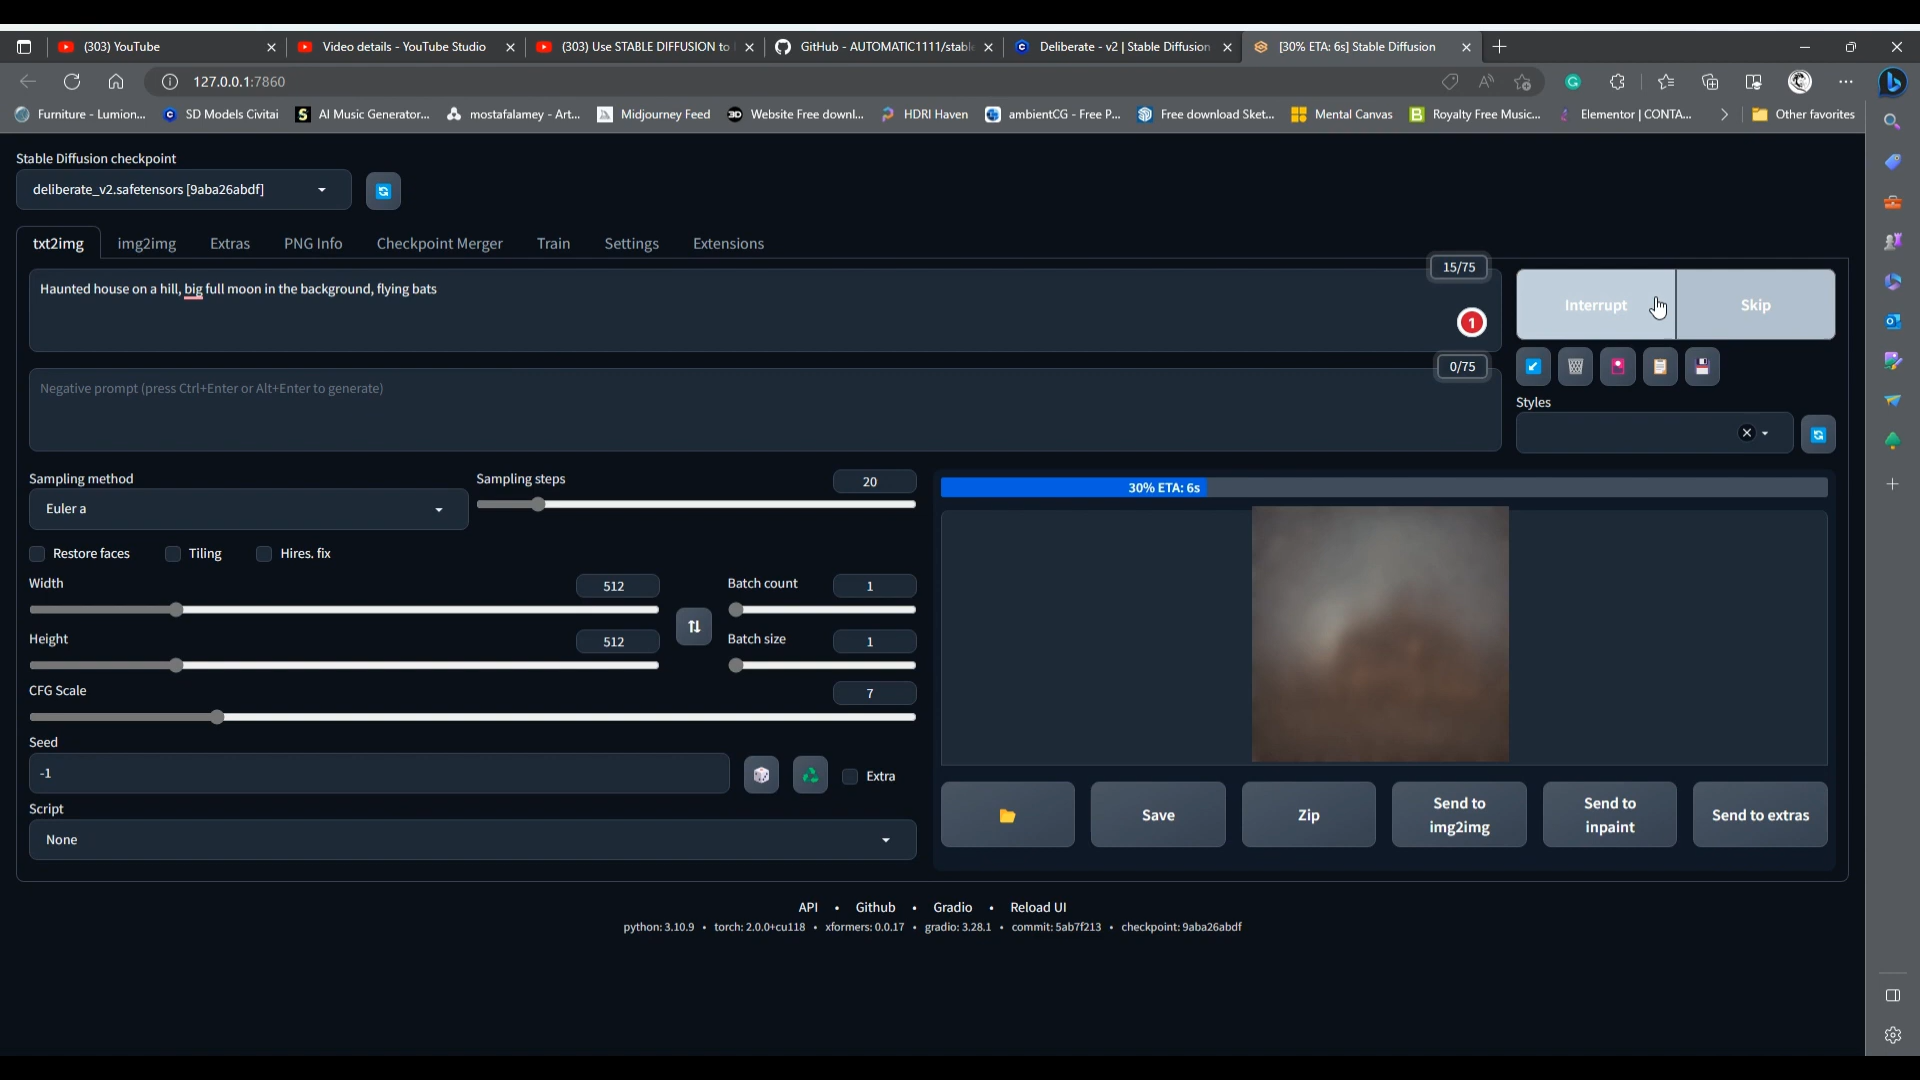 (303) YouTube
Video details - YouTube Studio
(303) Use STABLE DIFFUSION to
GitHub - AUTOMATIC1111/stabl
Deliberate - v2 | Stable Diffusion
[30% ETA: 6s] Stable Diffusion
127.0.0.1:7860
Furniture - Lumion...
SD Models Civitai
AI Music Generator...
mostafalamey - Art...
Midjourney Feed
Website Free downl...
HDRI Haven
ambientCG - Free P...
Free download Sket...
Mental Canvas
Royalty Free Music...
Elementor | CONTA...
Other favorites
Stable Diffusion checkpoint
deliberate_v2.safetensors [9aba26abdf]
txt2img
img2img
Extras
PNG Info
Checkpoint Merger
Train
Settings
Extensions
15/75
Haunted house on a hill, big full moon in the background, flying bats
1
Interrupt
Skip
0/75
Negative prompt (press Ctrl+Enter or Alt+Enter to generate)
Styles
Sampling method
Euler a
Sampling steps
20
30% ETA: 6s
Restore faces
Tiling
Hires. fix
Width
512
Batch count
1
Height
512
Batch size
1
CFG Scale
7
Seed
-1
Extra
Script
None
Save
Zip
Send to
img2img
Send to
inpaint
Send to extras
API • Github • Gradio • Reload UI
python: 3.10.9 • torch: 2.0.0+cu118 • xformers: 0.0.17 • gradio: 3.28.1 • commit: 5ab7f213 • checkpoint: 9aba26abdf